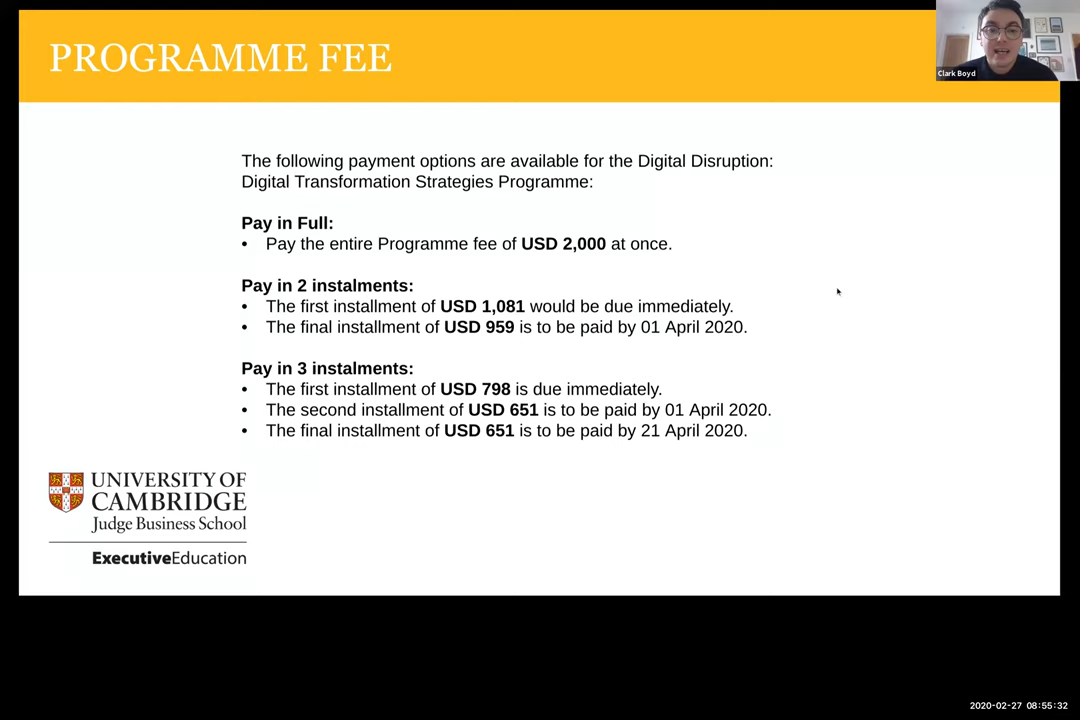 PROGRAMME FEE
Clark Boyd
The following payment options are available for the Digital Disruption:
Digital Transformation Strategies Programme:
Pay in Full:
• Pay the entire Programme fee of USD 2,000 at once.
Pay in 2 instalments:
• The first installment of USD 1,081 would be due immediately.
• The final installment of USD 959 is to be paid by 01 April 2020.
Pay in 3 instalments:
• The first installment of USD 798 is due immediately.
• The second installment of USD 651 is to be paid by 01 April 2020.
• The final installment of USD 651 is to be paid by 21 April 2020.
UNIVERSITY OF
CAMBRIDGE
Judge Business School
ExecutiveEducation
2020-02-27 08:55:32